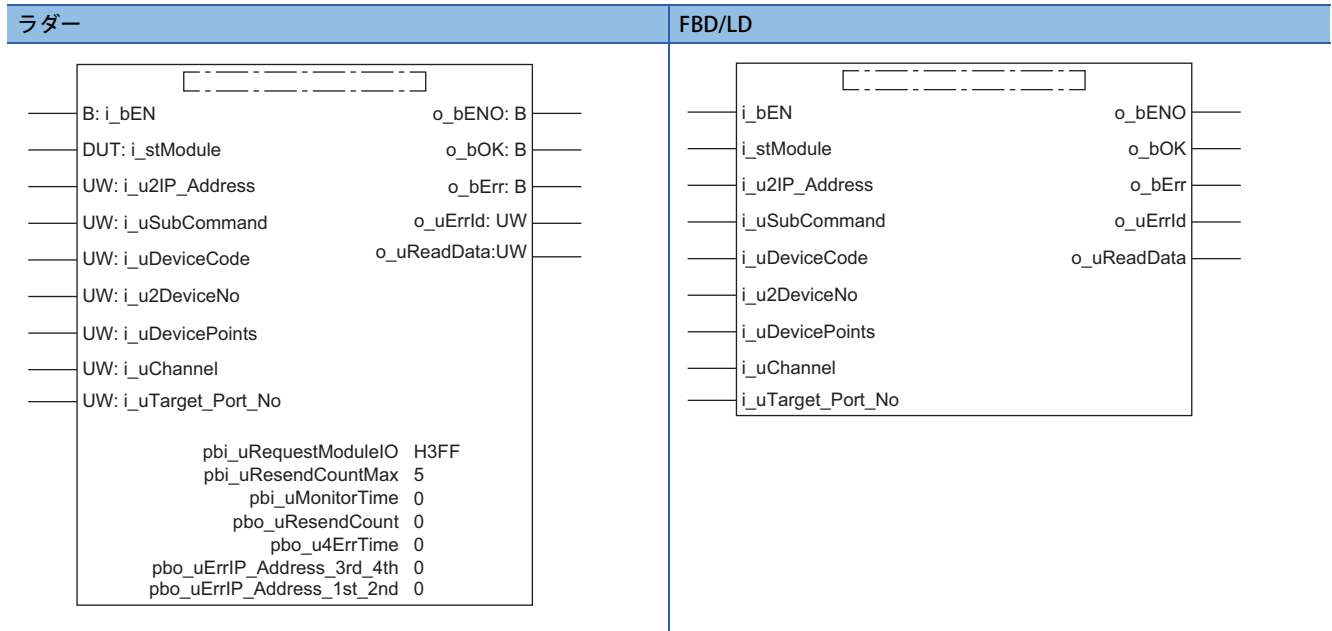 ラダー
FBD/LD
B: i_bEN
o_bENO: B
DUT: i_stModule
o_bOK: B
UW: i_u2IP_Address
o_bErr: B
UW: i_uSubCommand
o_uErrId: UW
UW: i_uDeviceCode
o_uReadData:UW
UW: i_u2DeviceNo
UW: i_uDevicePoints
UW: i_uChannel
UW: i_uTarget_Port_No
pbi_uRequestModuleIO H3FF
pbi_uResendCountMax 5
pbi_uMonitorTime 0
pbo_uResendCount 0
pbo_u4ErrTime 0
pbo_uErrIP_Address_3rd_4th 0
pbo_uErrIP_Address_1st_2nd 0
i_bEN
o_bENO
i_stModule
o_bOK
i_u2IP_Address
o_bErr
i_uSubCommand
o_uErrId
i_uDeviceCode
o_uReadData
i_u2DeviceNo
i_uDevicePoints
i_uChannel
i_uTarget_Port_No